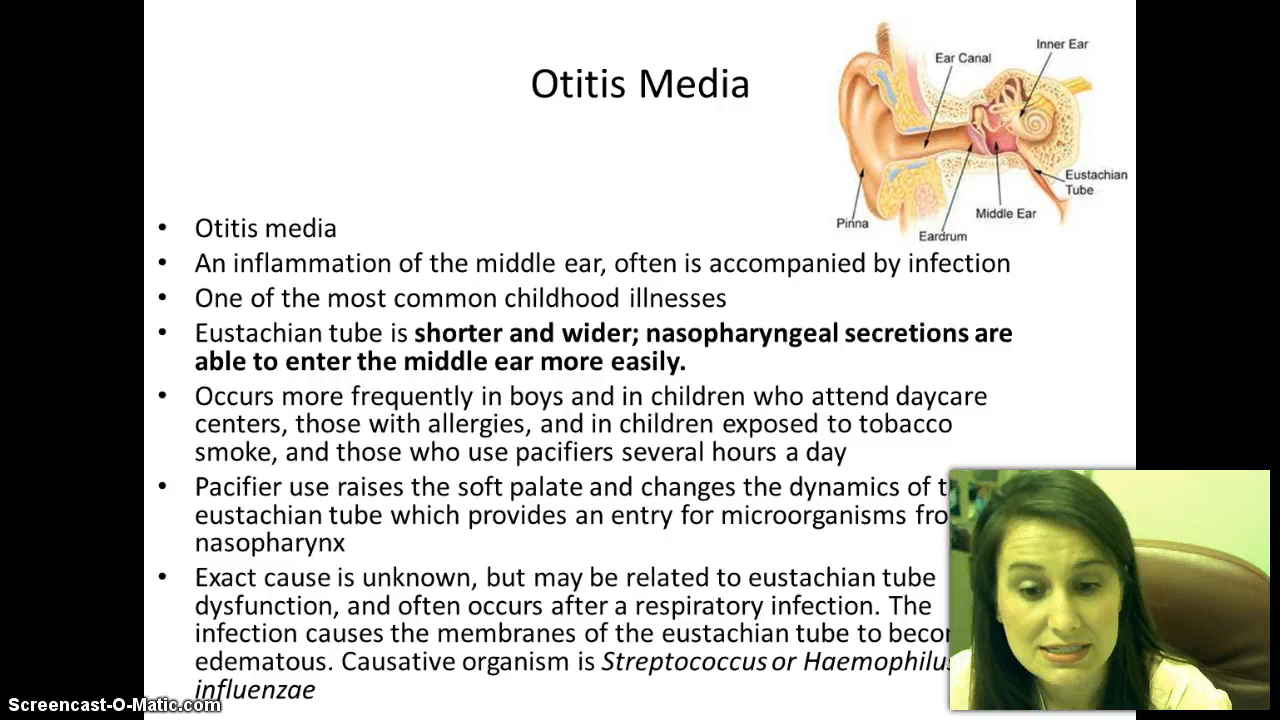 Otitis Media
Inner Ear
Ear Canal
Eustachian
Tube
Middle Ear
Pinna
Eardrum
• Otitis media
• An inflammation of the middle ear, often is accompanied by infection
• One of the most common childhood illnesses
• Eustachian tube is shorter and wider; nasopharyngeal secretions are
able to enter the middle ear more easily.
• Occurs more frequently in boys and in children who attend daycare
centers, those with allergies, and in children exposed to tobacco
smoke, and those who use pacifiers several hours a day
• Pacifier use raises the soft palate and changes the dynamics of
eustachian tube which provides an entry for microorganisms
nasopharynx
• Exact cause is unknown, but may be related to eustachian tube
dysfunction, and often occurs after a respiratory infection. The
infection causes the membranes of the eustachian tube to
edematous. Causative organism is Streptococcus or Haemophilus
influenzae
Screencast-O-Matic.com